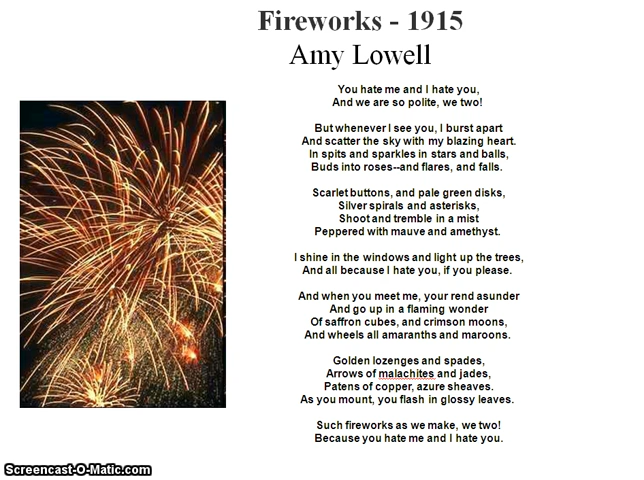 Fireworks - 1915
Amy Lowell
You hate me and I hate you,
And we are so polite, we two!
But whenever I see you, I burst apart
And scatter the sky with my blazing heart.
In spits and sparkles in stars and balls,
Buds into roses--and flares, and falls.
Scarlet buttons, and pale green disks,
Silver spirals and asterisks,
Shoot and tremble in a mist
Peppered with mauve and amethyst.
I shine in the windows and light up the trees,
And all because I hate you, if you please.
And when you meet me, your rend asunder
And go up in a flaming wonder
Of saffron cubes, and crimson moons,
And wheels all amaranths and maroons.
Golden lozenges and spades,
Arrows of malachites and jades,
Patens of copper, azure sheaves.
As you mount, you flash in glossy leaves.
Such fireworks as we make, we two!
Because you hate me and I hate you.
Screencast-O-Matic.com